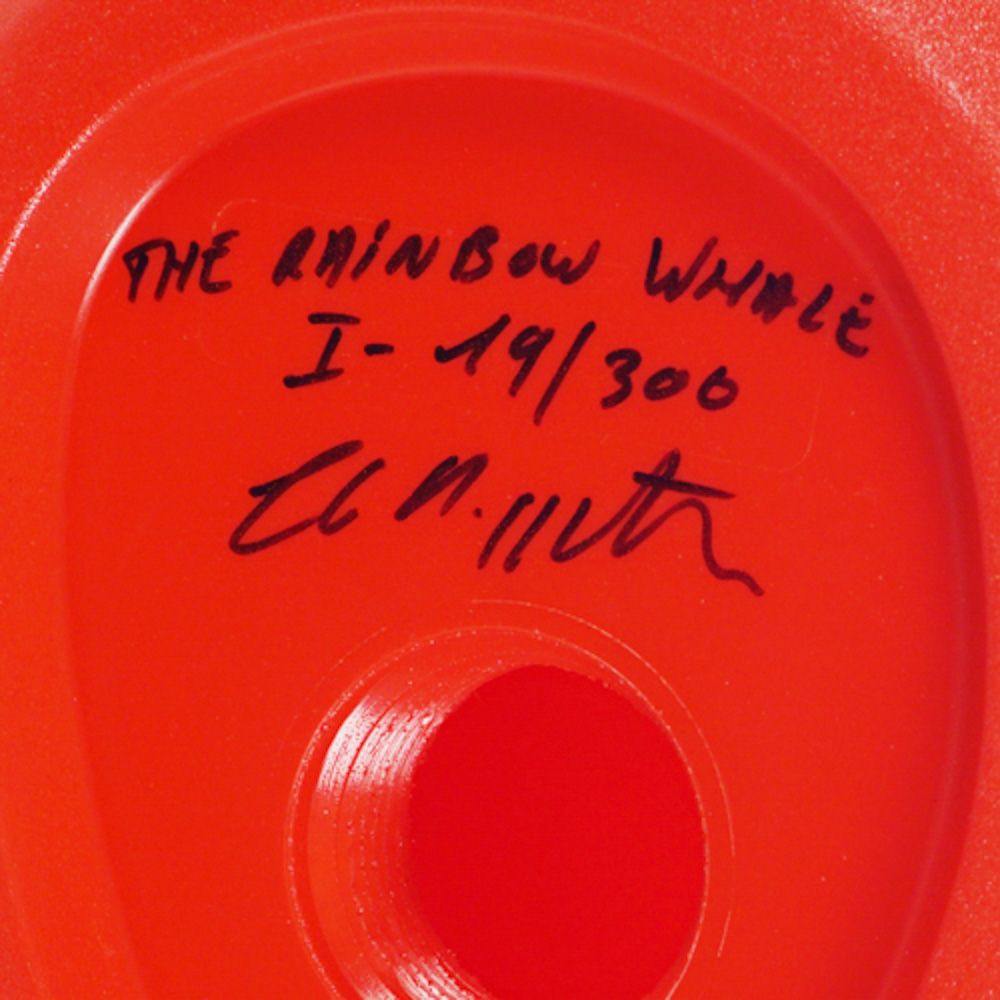 THE RAINBOW WHALE
I- 19/300